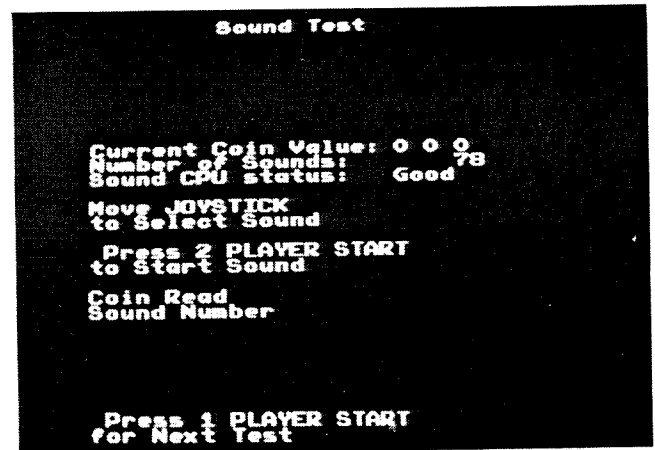 Sound Test
Current Coin Value: 0 0 0
Number of Sounds: 78
Sound CPU status: Good
Move JOYSTICK
to Select Sound
Press 2 PLAYER START
to Start Sound
Coin Read
Sound Number
Press 1 PLAYER START
for Next Test